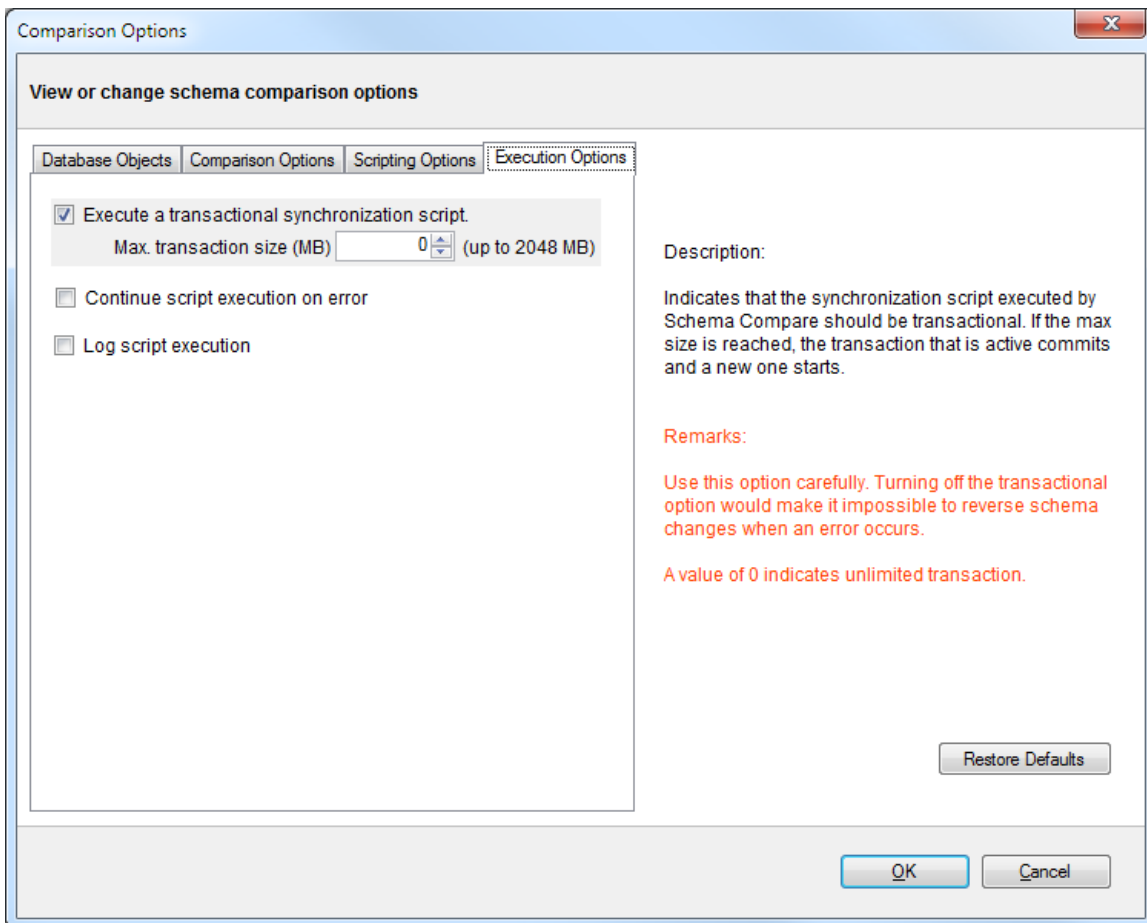 Comparison Options
View or change schema comparison options
Database Objects
Comparison Options
Scripting Options
Execution Options
Execute a transactional synchronization script.
Max. transaction size (MB) 0 (up to 2048 MB)
Continue script execution on error
Log script execution
Description:
Indicates that the synchronization script executed by
Schema Compare should be transactional. If the max
size is reached, the transaction that is active commits
and a new one starts.
Remarks:
Use this option carefully. Turning off the transactional
option would make it impossible to reverse schema
changes when an error occurs.
A value of 0 indicates unlimited transaction.
Restore Defaults
OK
Cancel